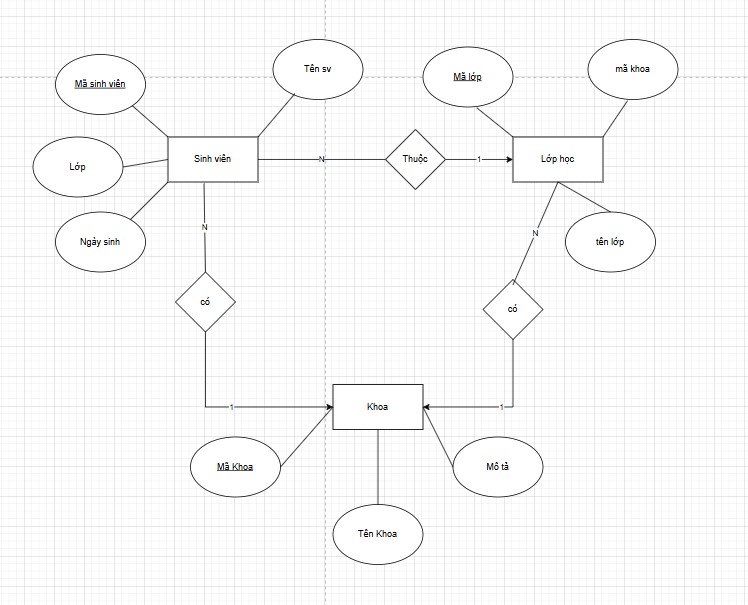 Tên sv
mã khoa
Mã lớp
Mã sinh viên
Sinh viên
N
Thuộc
1
Lớp học
Lớp
N
N
Ngày sinh
tên lớp
có
có
1
Khoa
1
Mã Khoa
Mô tả
Tên Khoa